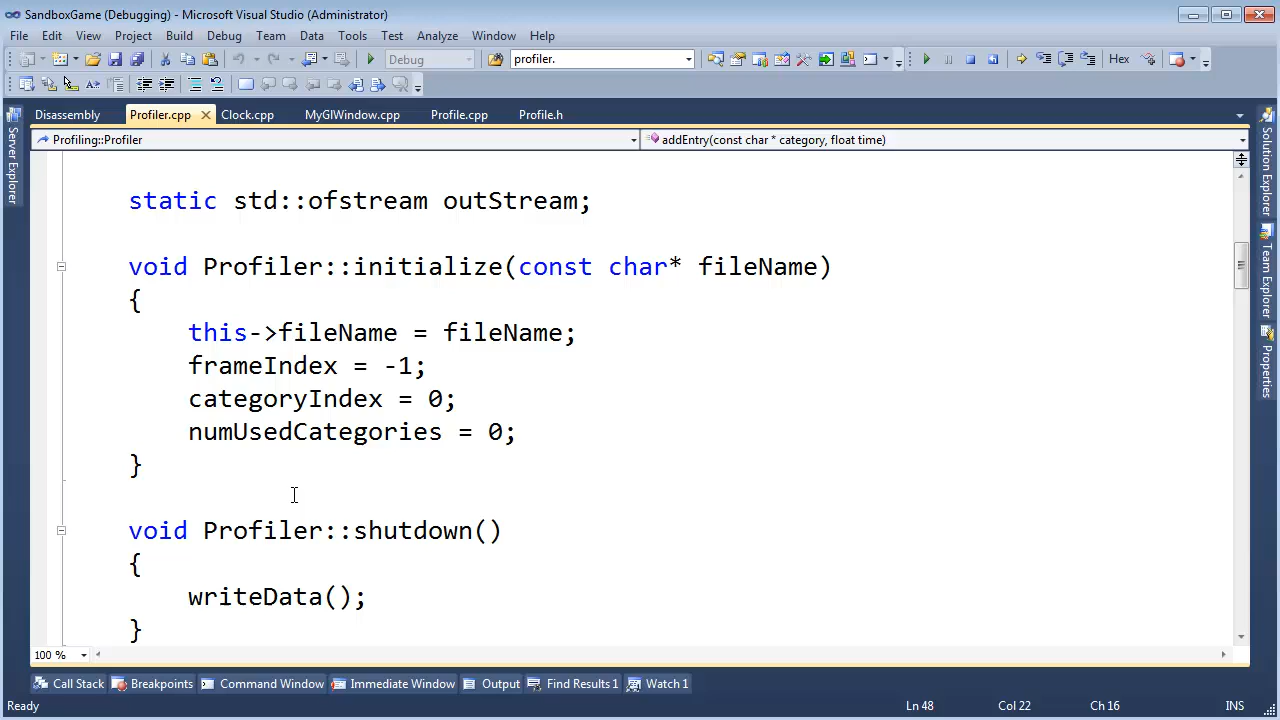 SandboxGame (Debugging) - Microsoft Visual Studio (Administrator)
File Edit View Project Build Debug Team Data Tools Test Analyze Window Help
Debug profiler. Hex
Disassembly Profiler.cpp Clock.cpp MyGlWindow.cpp Profile.cpp Profile.h
Profiling::Profiler addEntry(const char * category, float time)
static std::ofstream outStream;
void Profiler::initialize(const char* fileName)
{
this->fileName = fileName;
frameIndex = -1;
categoryIndex = 0;
numUsedCategories = 0;
}
void Profiler::shutdown()
{
writeData();
}
100 %
Server Explorer
Solution Explorer
Team Explorer
Properties
Call Stack Breakpoints Command Window Immediate Window Output Find Results 1 Watch 1
Ready Ln 48 Col 22 Ch 16 INS